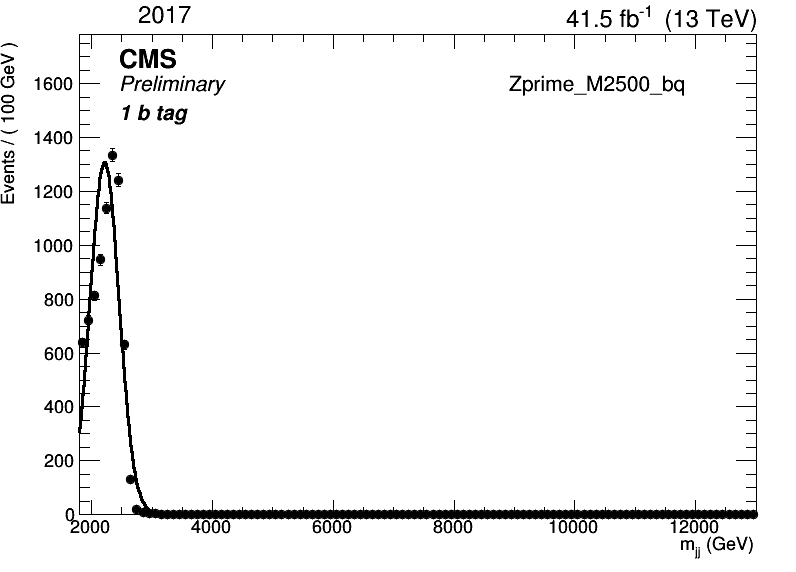 2017
41.5 fb⁻¹ (13 TeV)
Events / ( 100 GeV )
CMS
Preliminary
1 b tag
Zprime_M2500_bq
1600
1400
1200
1000
800
600
400
200
0
2000 4000 6000 8000 10000 12000
m_jj (GeV)